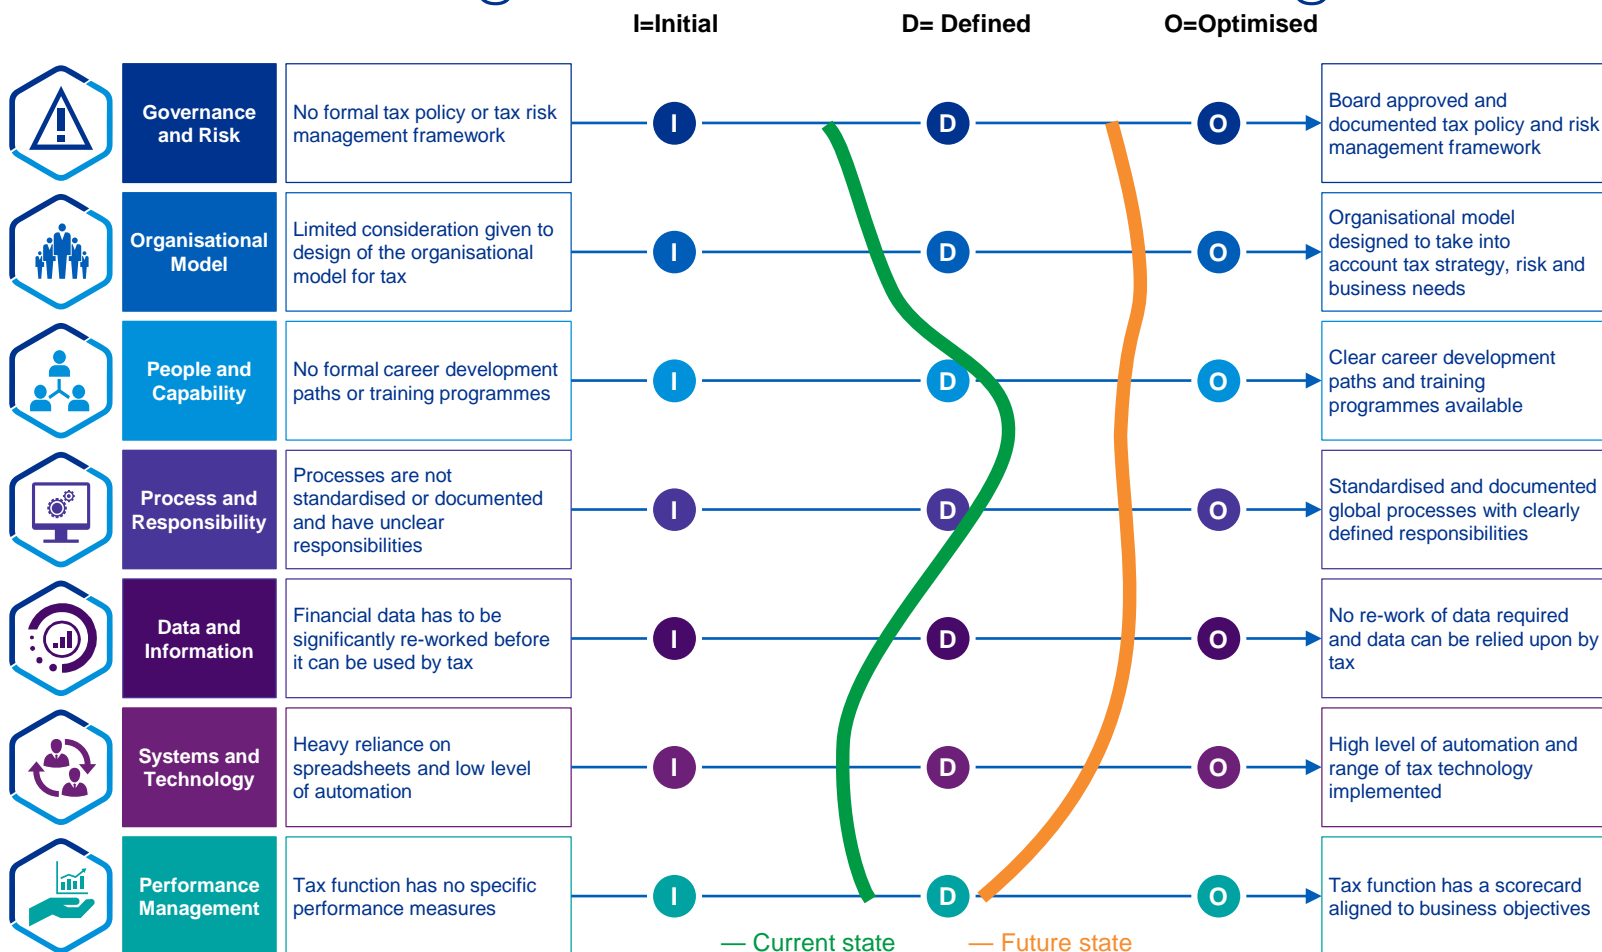 I=Initial
D= Defined
O=Optimised
Governance
and Risk
No formal tax policy or tax risk
management framework
I
D
O
Board approved and
documented tax policy and risk
management framework
Organisational
Model
Limited consideration given to
design of the organisational
model for tax
I
D
O
Organisational model
designed to take into
account tax strategy, risk and
business needs
People and
Capability
No formal career development
paths or training programmes
I
D
O
Clear career development
paths and training
programmes available
Process and
Responsibility
Processes are not
standardised or documented
and have unclear
responsibilities
I
D
O
Standardised and documented
global processes with clearly
defined responsibilities
Data and
Information
Financial data has to be
significantly re-worked before
it can be used by tax
I
D
O
No re-work of data required
and data can be relied upon by
tax
Systems and
Technology
Heavy reliance on
spreadsheets and low level
of automation
I
D
O
High level of automation and
range of tax technology
implemented
Performance
Management
Tax function has no specific
performance measures
I
D
O
Tax function has a scorecard
aligned to business objectives
— Current state
— Future state